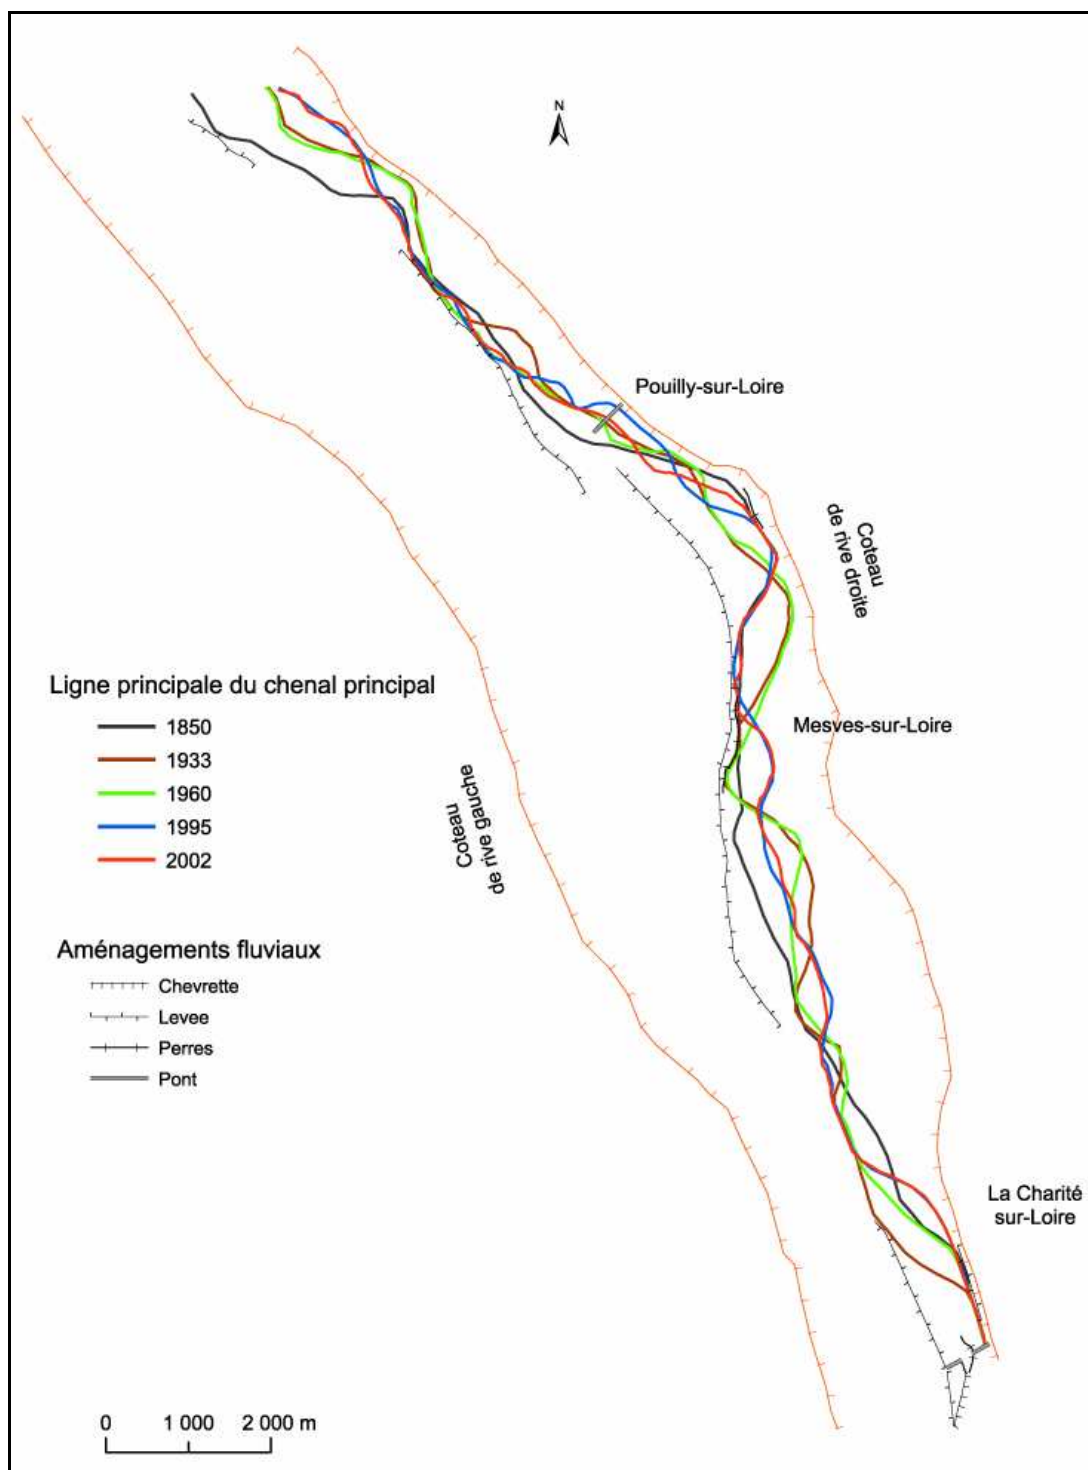 N
Pouilly-sur-Loire
Coteau
de rive droite
Ligne principale du chenal principal
1850
1933
1960
1995
2002
Mesves-sur-Loire
Coteau
de rive gauche
Aménagements fluviaux
Chevrette
Levee
Perres
Pont
La Charité
sur-Loire
0 1 000 2 000 m